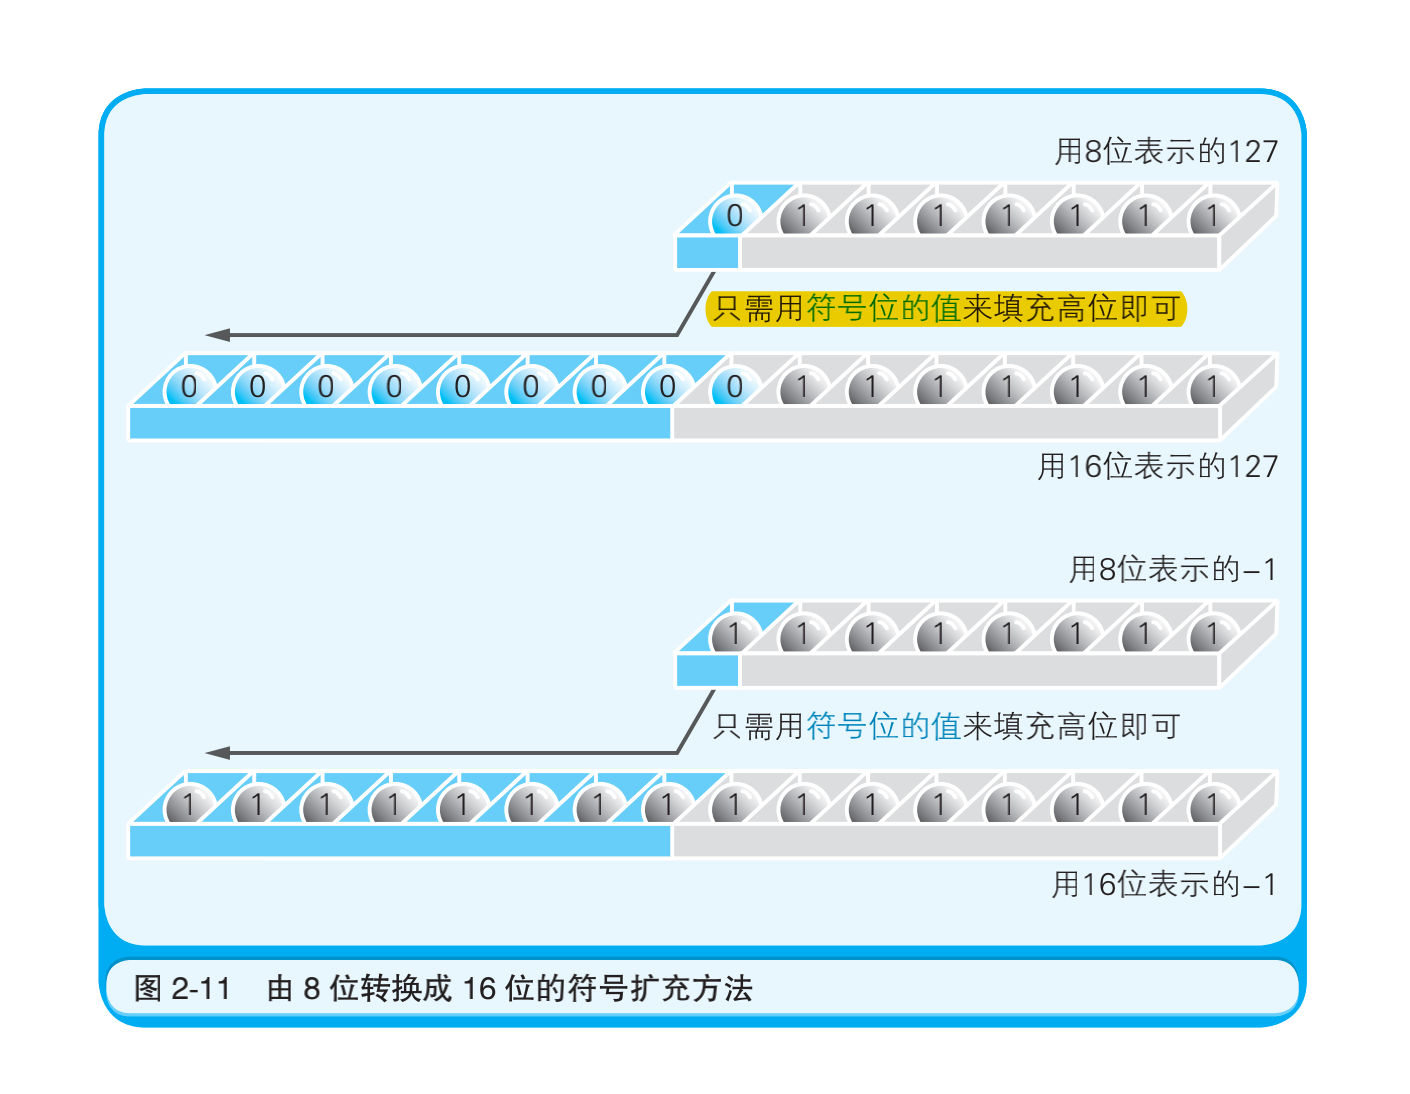 用8位表示的127
0 1 1 1 1 1 1 1
只需用符号位的值来填充高位即可
0 0 0 0 0 0 0 0 0 1 1 1 1 1 1 1
用16位表示的127
用8位表示的–1
1 1 1 1 1 1 1 1
只需用符号位的值来填充高位即可
1 1 1 1 1 1 1 1 1 1 1 1 1 1 1 1
用16位表示的–1
图 2-11 由 8 位转换成 16 位的符号扩充方法